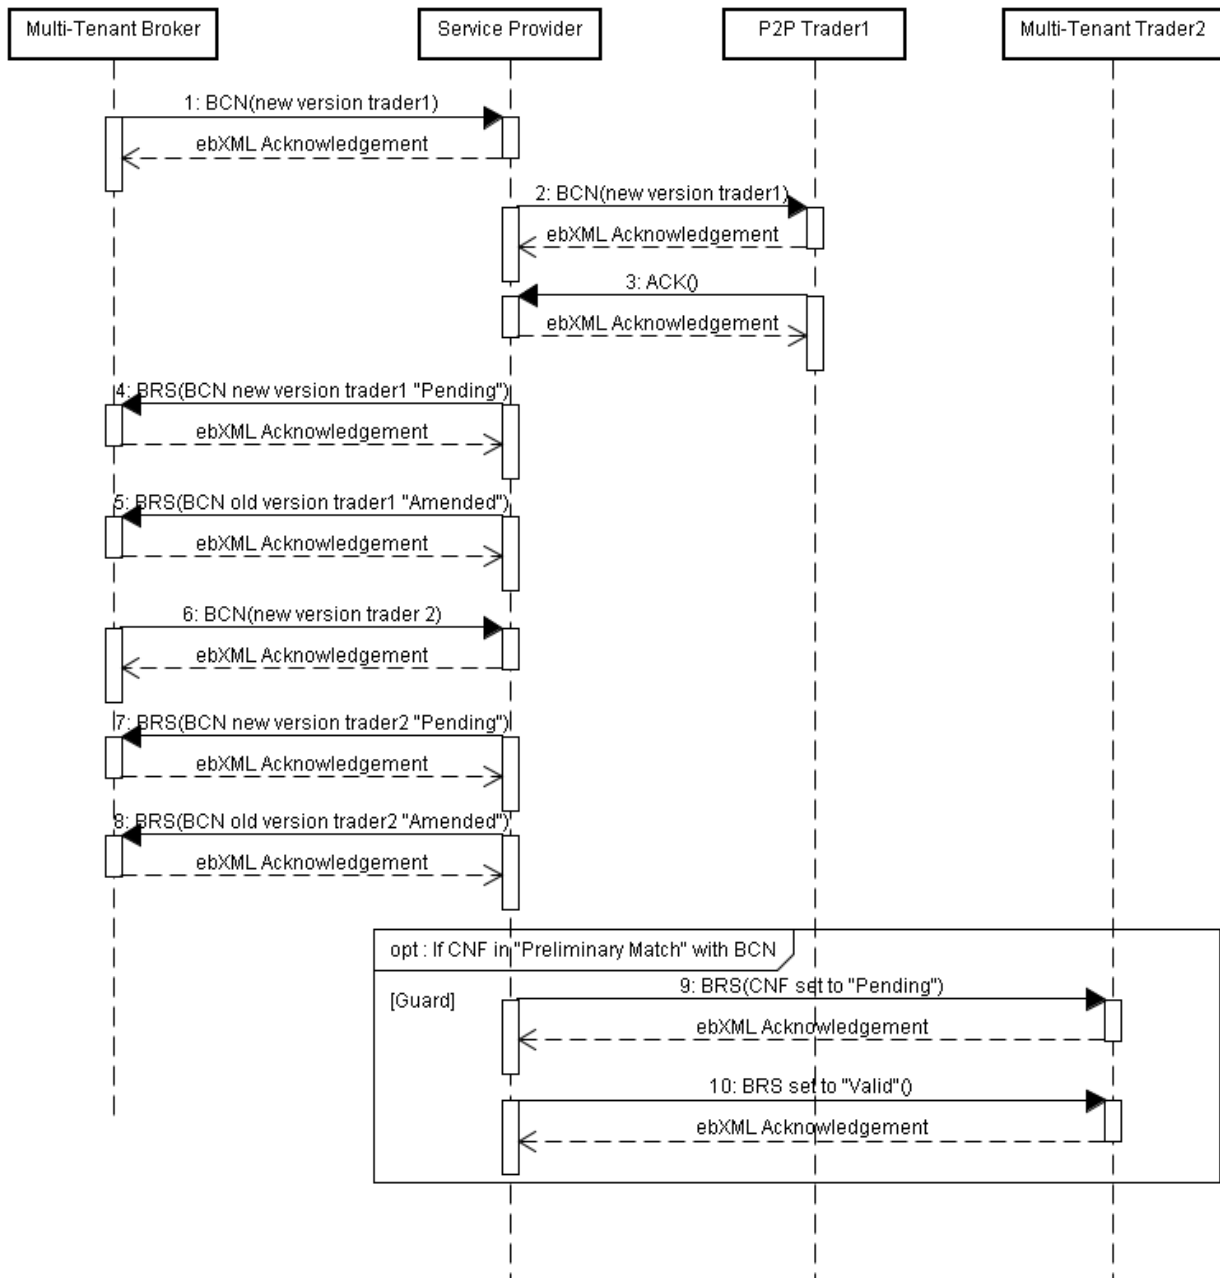 Multi-Tenant Broker
Service Provider
P2P Trader1
Multi-Tenant Trader2
1: BCN(new version trader1)
ebXML Acknowledgement
2: BCN(new version trader1)
ebXML Acknowledgement
3: ACK()
ebXML Acknowledgement
4: BRS(BCN new version trader1 "Pending")
ebXML Acknowledgement
5: BRS(BCN old version trader1 "Amended")
ebXML Acknowledgement
6: BCN(new version trader 2)
ebXML Acknowledgement
7: BRS(BCN new version trader2 "Pending")
ebXML Acknowledgement
8: BRS(BCN old version trader2 "Amended")
ebXML Acknowledgement
opt : If CNF in "Preliminary Match" with BCN
9: BRS(CNF set to "Pending")
[Guard]
ebXML Acknowledgement
10: BRS set to "Valid"()
ebXML Acknowledgement